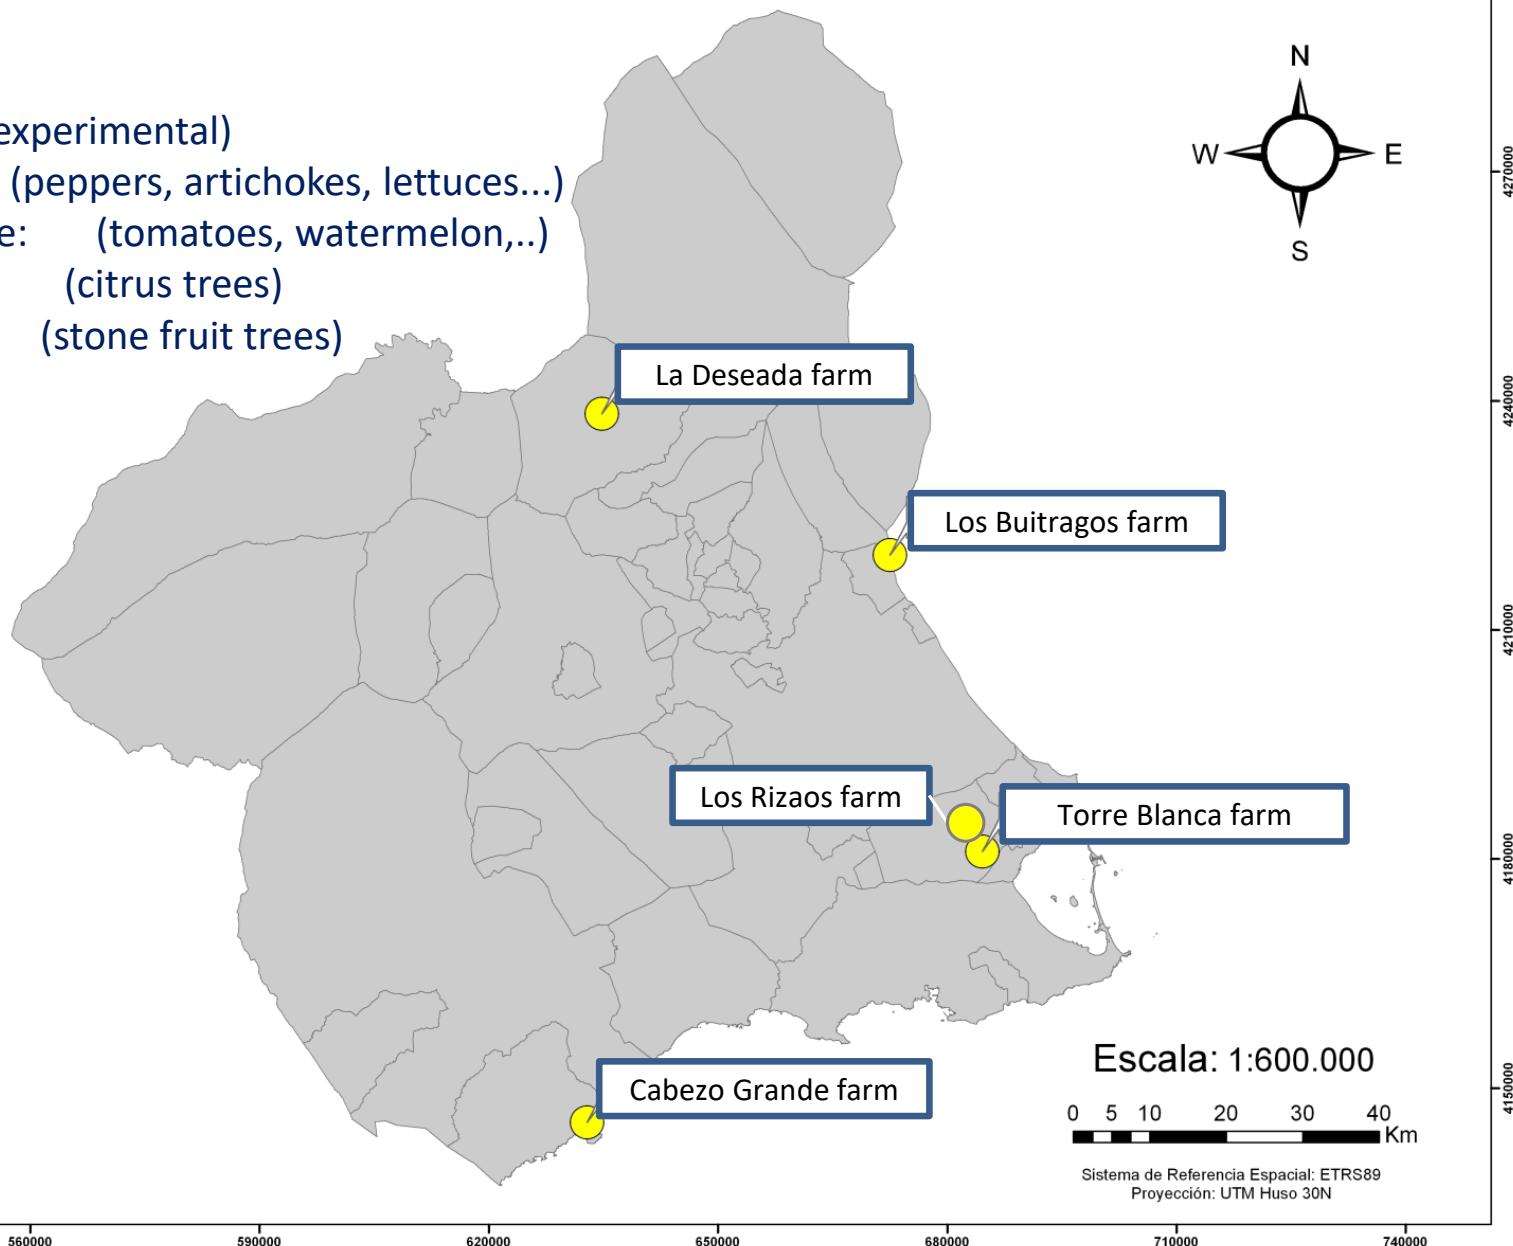 N
W E
S
experimental)
(peppers, artichokes, lettuces...)
e: (tomatoes, watermelon,..)
(citrus trees)
(stone fruit trees)
La Deseada farm
Los Buitragos farm
Los Rizaos farm
Torre Blanca farm
Cabezo Grande farm
Escala: 1:600.000
0 5 10 20 30 40
Km
Sistema de Referencia Espacial: ETRS89
Proyección: UTM Huso 30N
4270000
4240000
4210000
4180000
4150000
560000 590000 620000 650000 680000 710000 740000